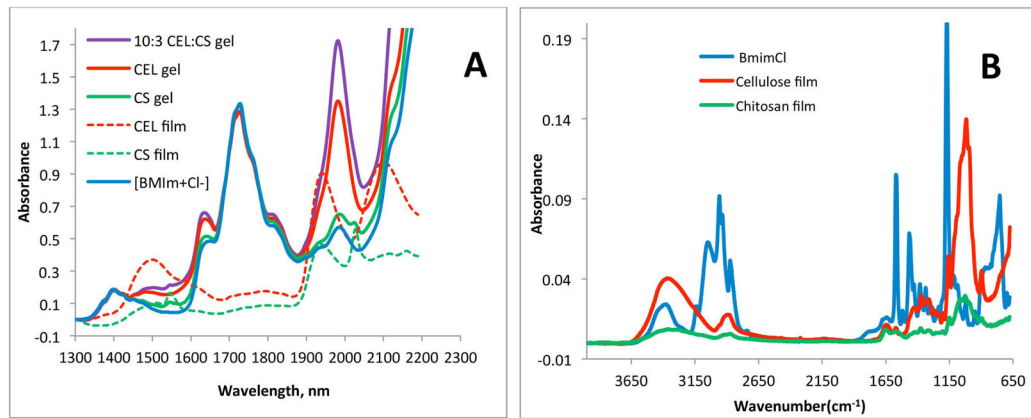 A
10:3 CEL:CS gel
CEL gel
CS gel
CEL film
CS film
[BMIm+Cl-]
Absorbance
1.7
1.5
1.3
1.1
0.9
0.7
0.5
0.3
0.1
-0.1
1300 1400 1500 1600 1700 1800 1900 2000 2100 2200 2300
Wavelength, nm
B
BmimCl
Cellulose film
Chitosan film
Absorbance
0.19
0.14
0.09
0.04
-0.01
3650 3150 2650 2150 1650 1150 650
Wavenumber(cm⁻¹)